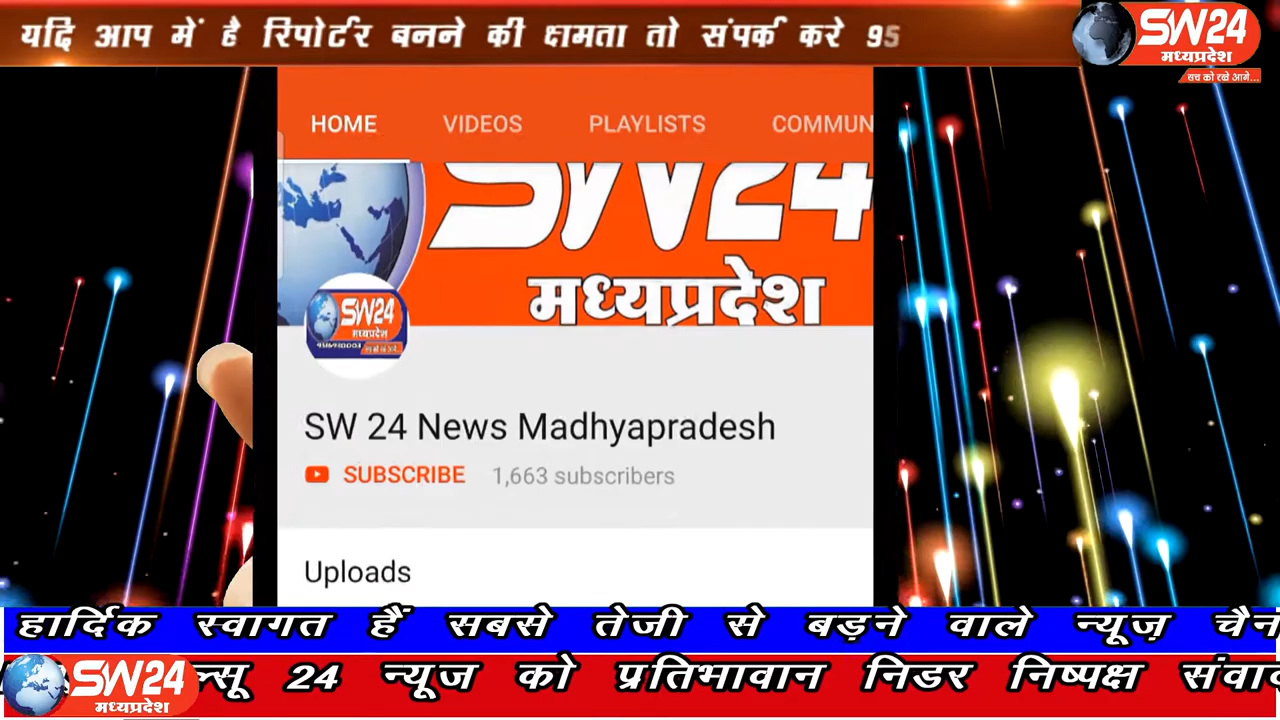 यदि आप में है रिपोर्टर बनने की क्षमता तो संपर्क करे 95
SW24
मध्यप्रदेश
सच को रखे आगे...
HOME VIDEOS PLAYLISTS COMMUN
SW24
मध्यप्रदेश
SW24
मध्यप्रदेश
SW 24 News Madhyapradesh
SUBSCRIBE 1,663 subscribers
Uploads
हार्दिक स्वागत हैं सबसे तेजी से बड़ने वाले न्यूज़ चैन
ल्सू 24 न्यूज को प्रतिभावान निडर निष्पक्ष संवाद
SW24
मध्यप्रदेश